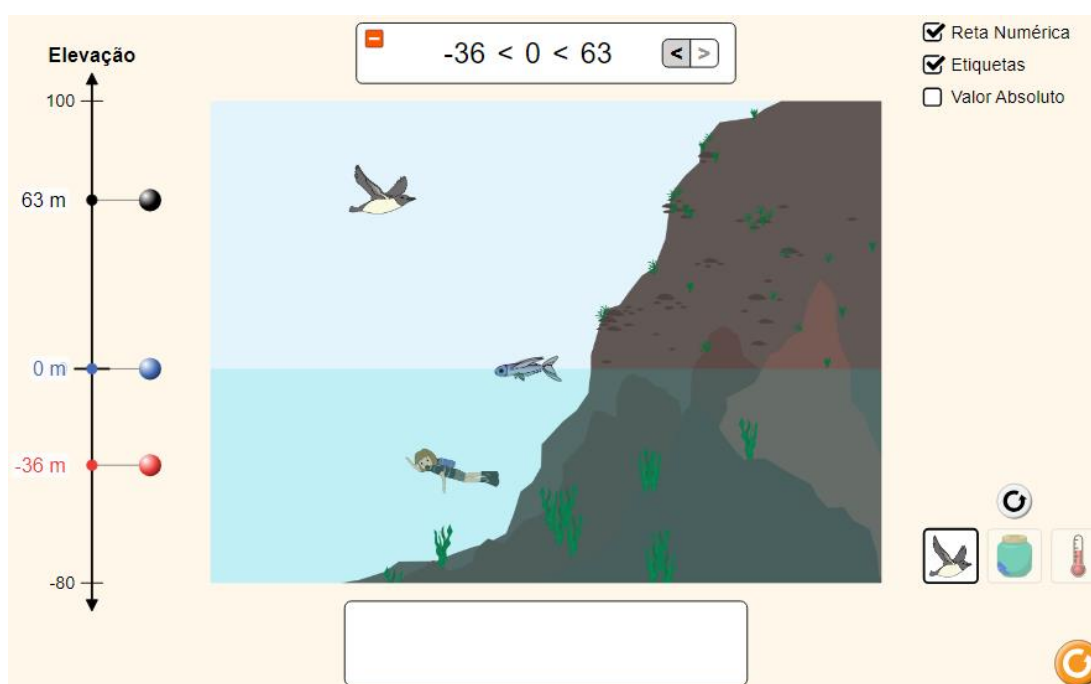 Elevação
100
63 m
0 m
-36 m
-80
-36 < 0 < 63
< >
Reta Numérica
Etiquetas
Valor Absoluto